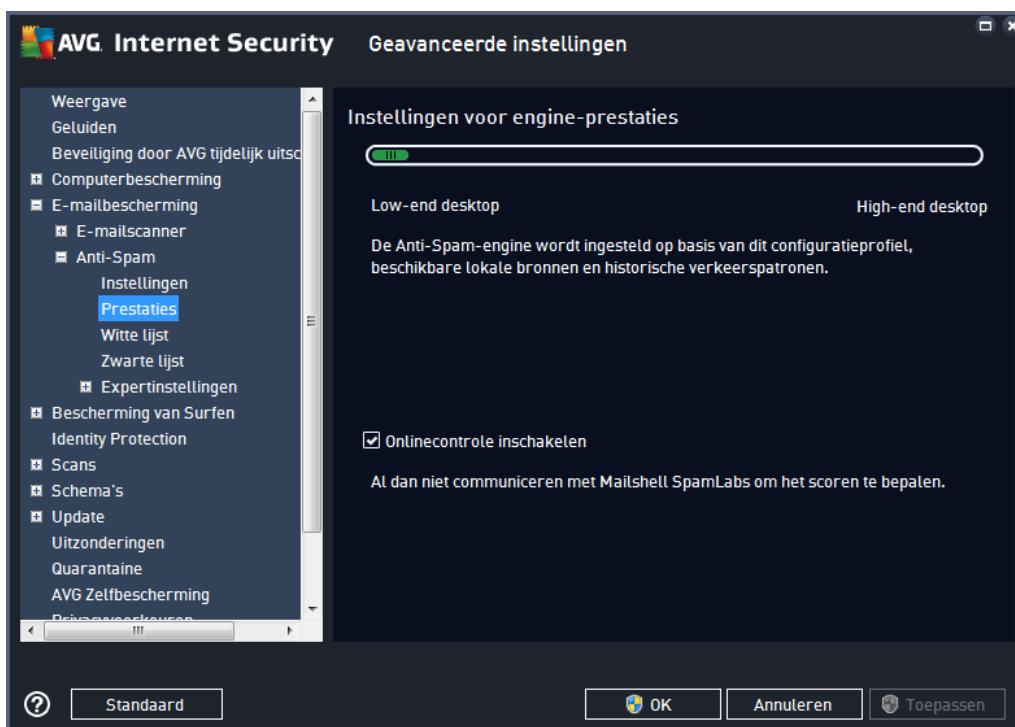 AVG. Internet Security
Geavanceerde instellingen
Weergave
Geluiden
Beveiliging door AVG tijdelijk uitsc
Computerbescherming
E-mailbescherming
E-mailscanner
Anti-Spam
Instellingen
Prestaties
Witte lijst
Zwarte lijst
Expertinstellingen
Bescherming van Surfen
Identity Protection
Scans
Schema's
Update
Uitzonderingen
Quarantaine
AVG Zelfbescherming
Privacyvoorkeuren
Instellingen voor engine-prestaties
Low-end desktop
High-end desktop
De Anti-Spam-engine wordt ingesteld op basis van dit configuratieprofiel,
beschikbare lokale bronnen en historische verkeerspatronen.
Onlinecontrole inschakelen
Al dan niet communiceren met Mailshell SpamLabs om het scoren te bepalen.
? Standaard OK Annuleren Toepassen